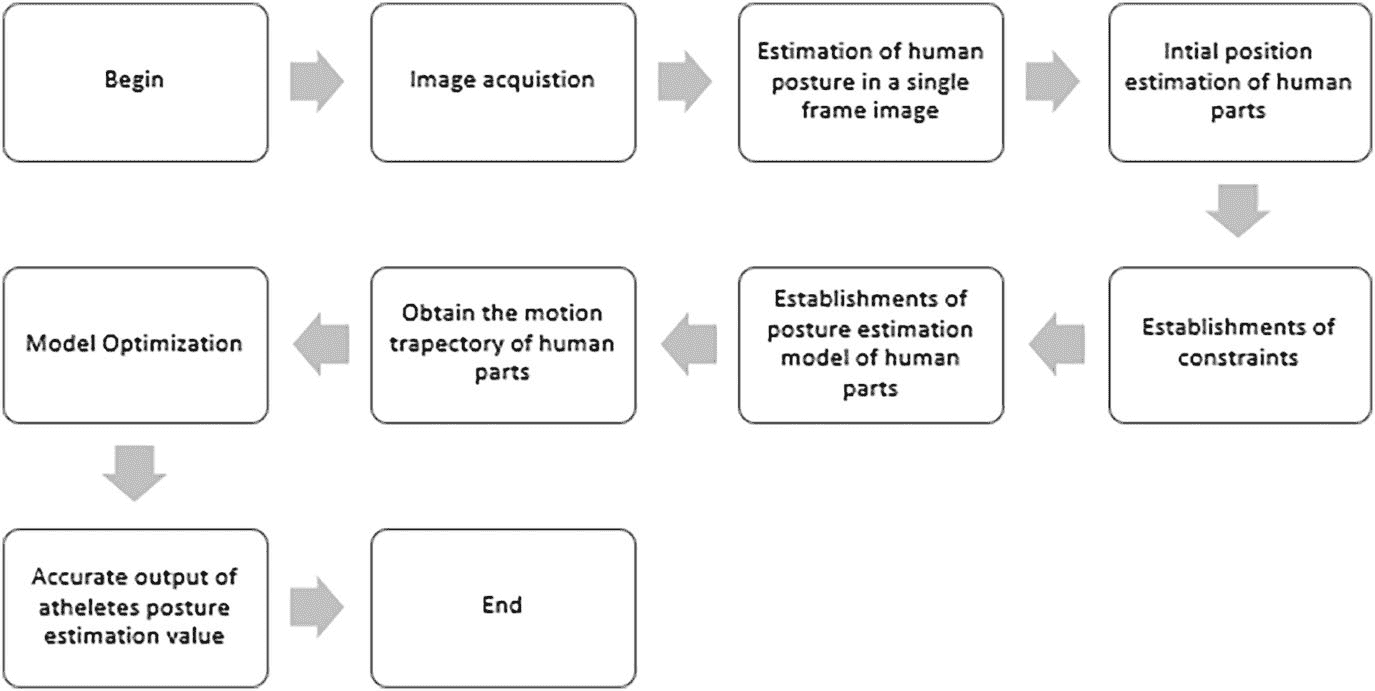 Begin
Image acquistion
Estimation of human
posture in a single
frame image
Intial position
estimation of human
parts
Establishments of
constraints
Establishments of
posture estimation
model of human
parts
Obtain the motion
trapectory of human
parts
Model Optimization
Accurate output of
atheletes posture
estimation value
End